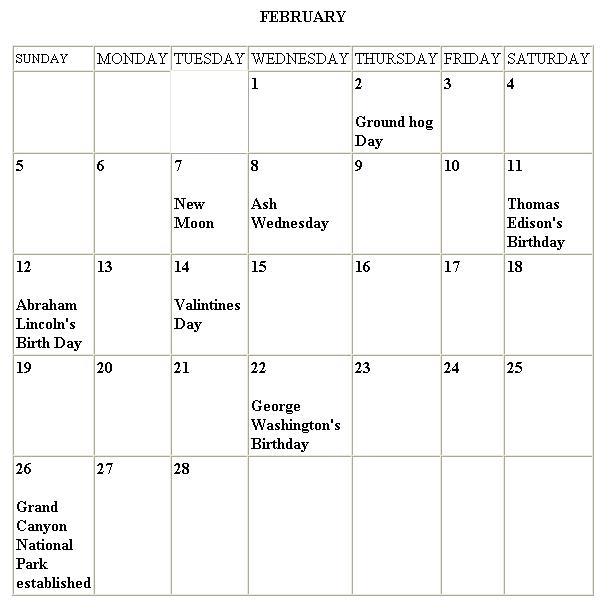 FEBRUARY
SUNDAY MONDAY TUESDAY WEDNESDAY THURSDAY FRIDAY SATURDAY
1 2 3 4
Ground hog
Day
5 6 7 8 9 10 11
New Ash Thomas
Moon Wednesday Edison's
Birthday
12 13 14 15 16 17 18
Abraham Valintines
Lincoln's Day
Birth Day
19 20 21 22 23 24 25
George
Washington's
Birthday
26 27 28
Grand
Canyon
National
Park
established